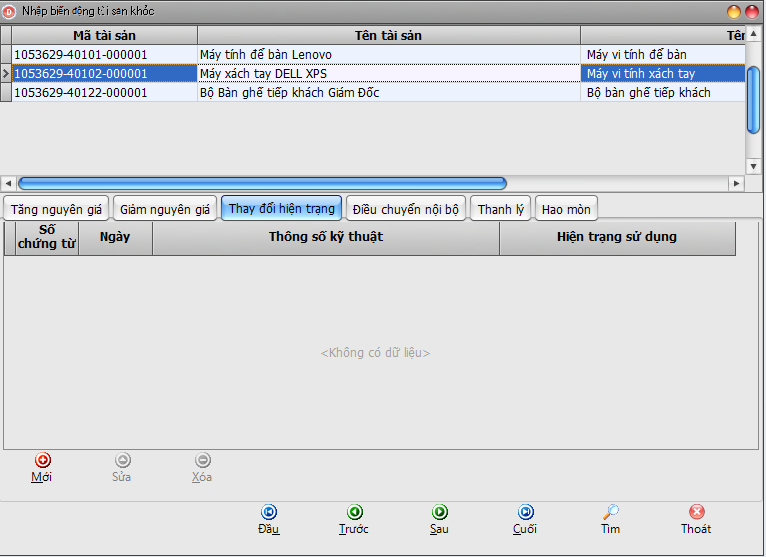 Nhập biến động tài sản khác
Mã tài sản Tên tài sản Tên
1053629-40101-000001 Máy tính để bàn Lenovo Máy vi tính để bàn
1053629-40102-000001 Máy xách tay DELL XPS Máy vi tính xách tay
1053629-40122-000001 Bộ Bàn ghế tiếp khách Giám Đốc Bộ bàn ghế tiếp khách
Tăng nguyên giá Giảm nguyên giá Thay đổi hiện trạng Điều chuyển nội bộ Thanh lý Hao mòn
Số chứng từ Ngày Thông số kỹ thuật Hiện trạng sử dụng
<Không có dữ liệu>
Mới Sửa Xóa
Đầu Trước Sau Cuối Tìm Thoát